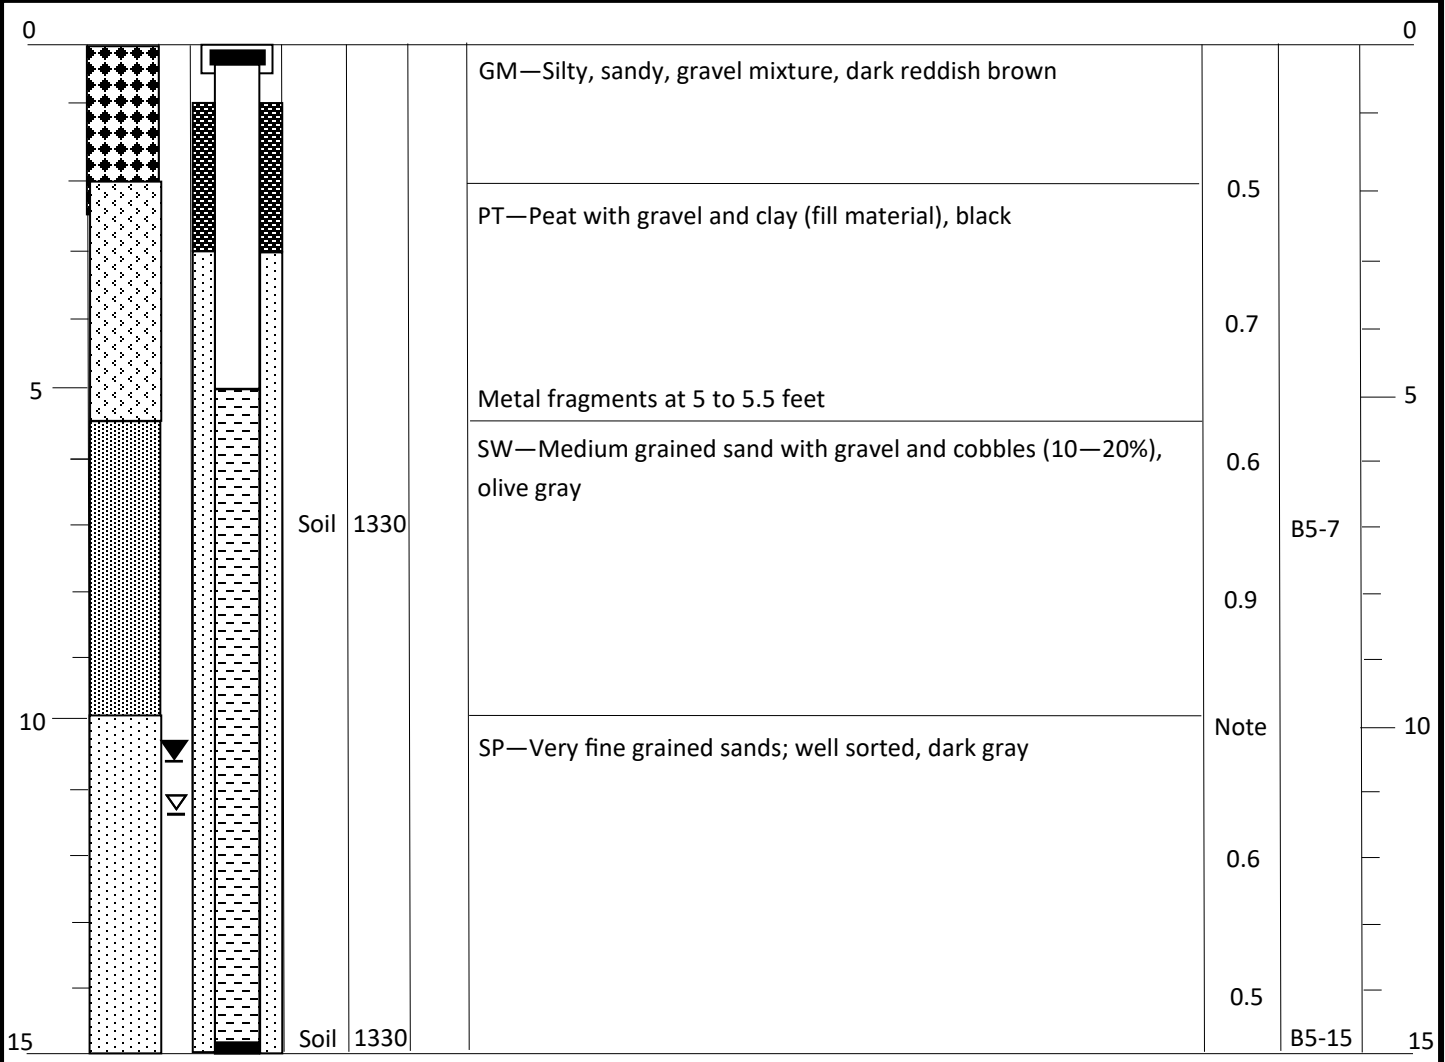 0
0
GM—Silty, sandy, gravel mixture, dark reddish brown
0.5
PT—Peat with gravel and clay (fill material), black
0.7
5
Metal fragments at 5 to 5.5 feet
5
SW—Medium grained sand with gravel and cobbles (10—20%),
olive gray
0.6
Soil 1330
B5-7
0.9
10
Note
10
SP—Very fine grained sands; well sorted, dark gray
0.6
0.5
15
Soil 1330
B5-15
15